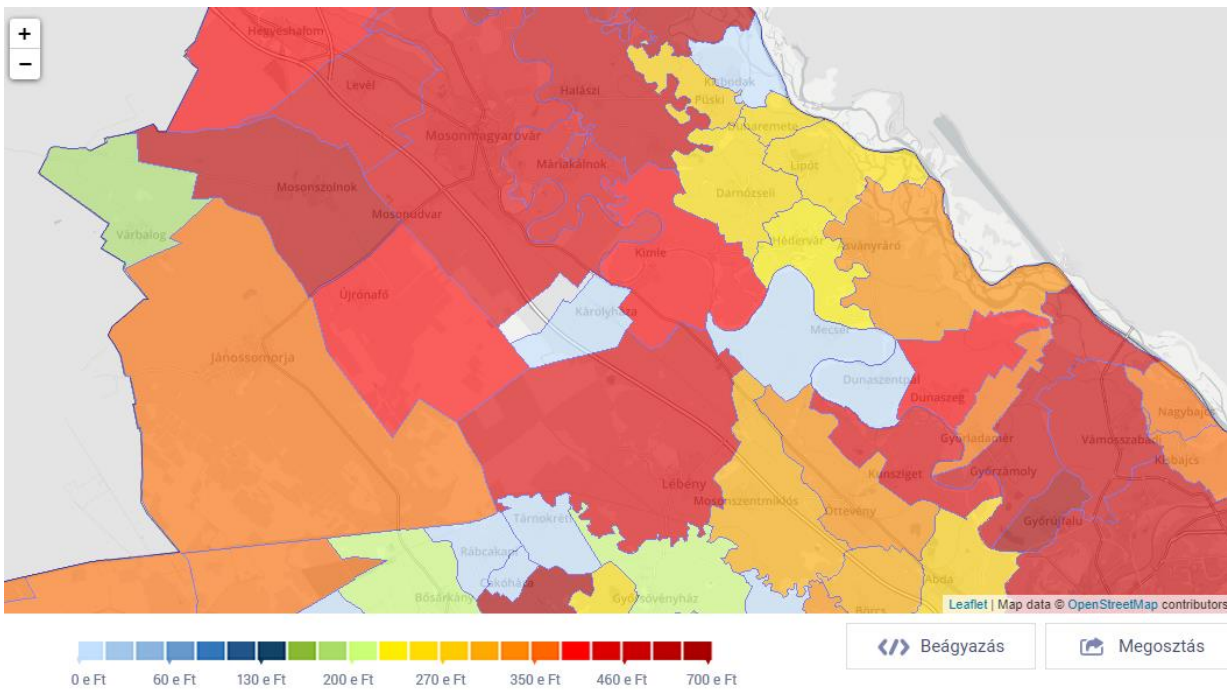 +
−
Hegyeshalom
Levél
Halászi
Kisbodak
Püski
Mosonmagyaróvár
Dunaremete
Máriakálnok
Lipót
Mosonszolnok
Darnózseli
Mosonudvar
Várbalog
Hédervár
Ásványráró
Kimle
Újrónafő
Károlyháza
Mecsér
Jánossomorja
Dunaszentpál
Dunaszeg
Nagybajcs
Győrladamér
Vámosszabadi
Kisbajcs
Kunsziget
Győrzámoly
Lébény
Mosonszentmiklós
Öttevény
Tárnokréti
Győrújfalu
Rábcakapi
Cakóháza
Abda
Bősárkány
Győrsövényház
Börcs
Leaflet | Map data © OpenStreetMap contributors
</> Beágyazás
Megosztás
0 e Ft 60 e Ft 130 e Ft 200 e Ft 270 e Ft 350 e Ft 460 e Ft 700 e Ft